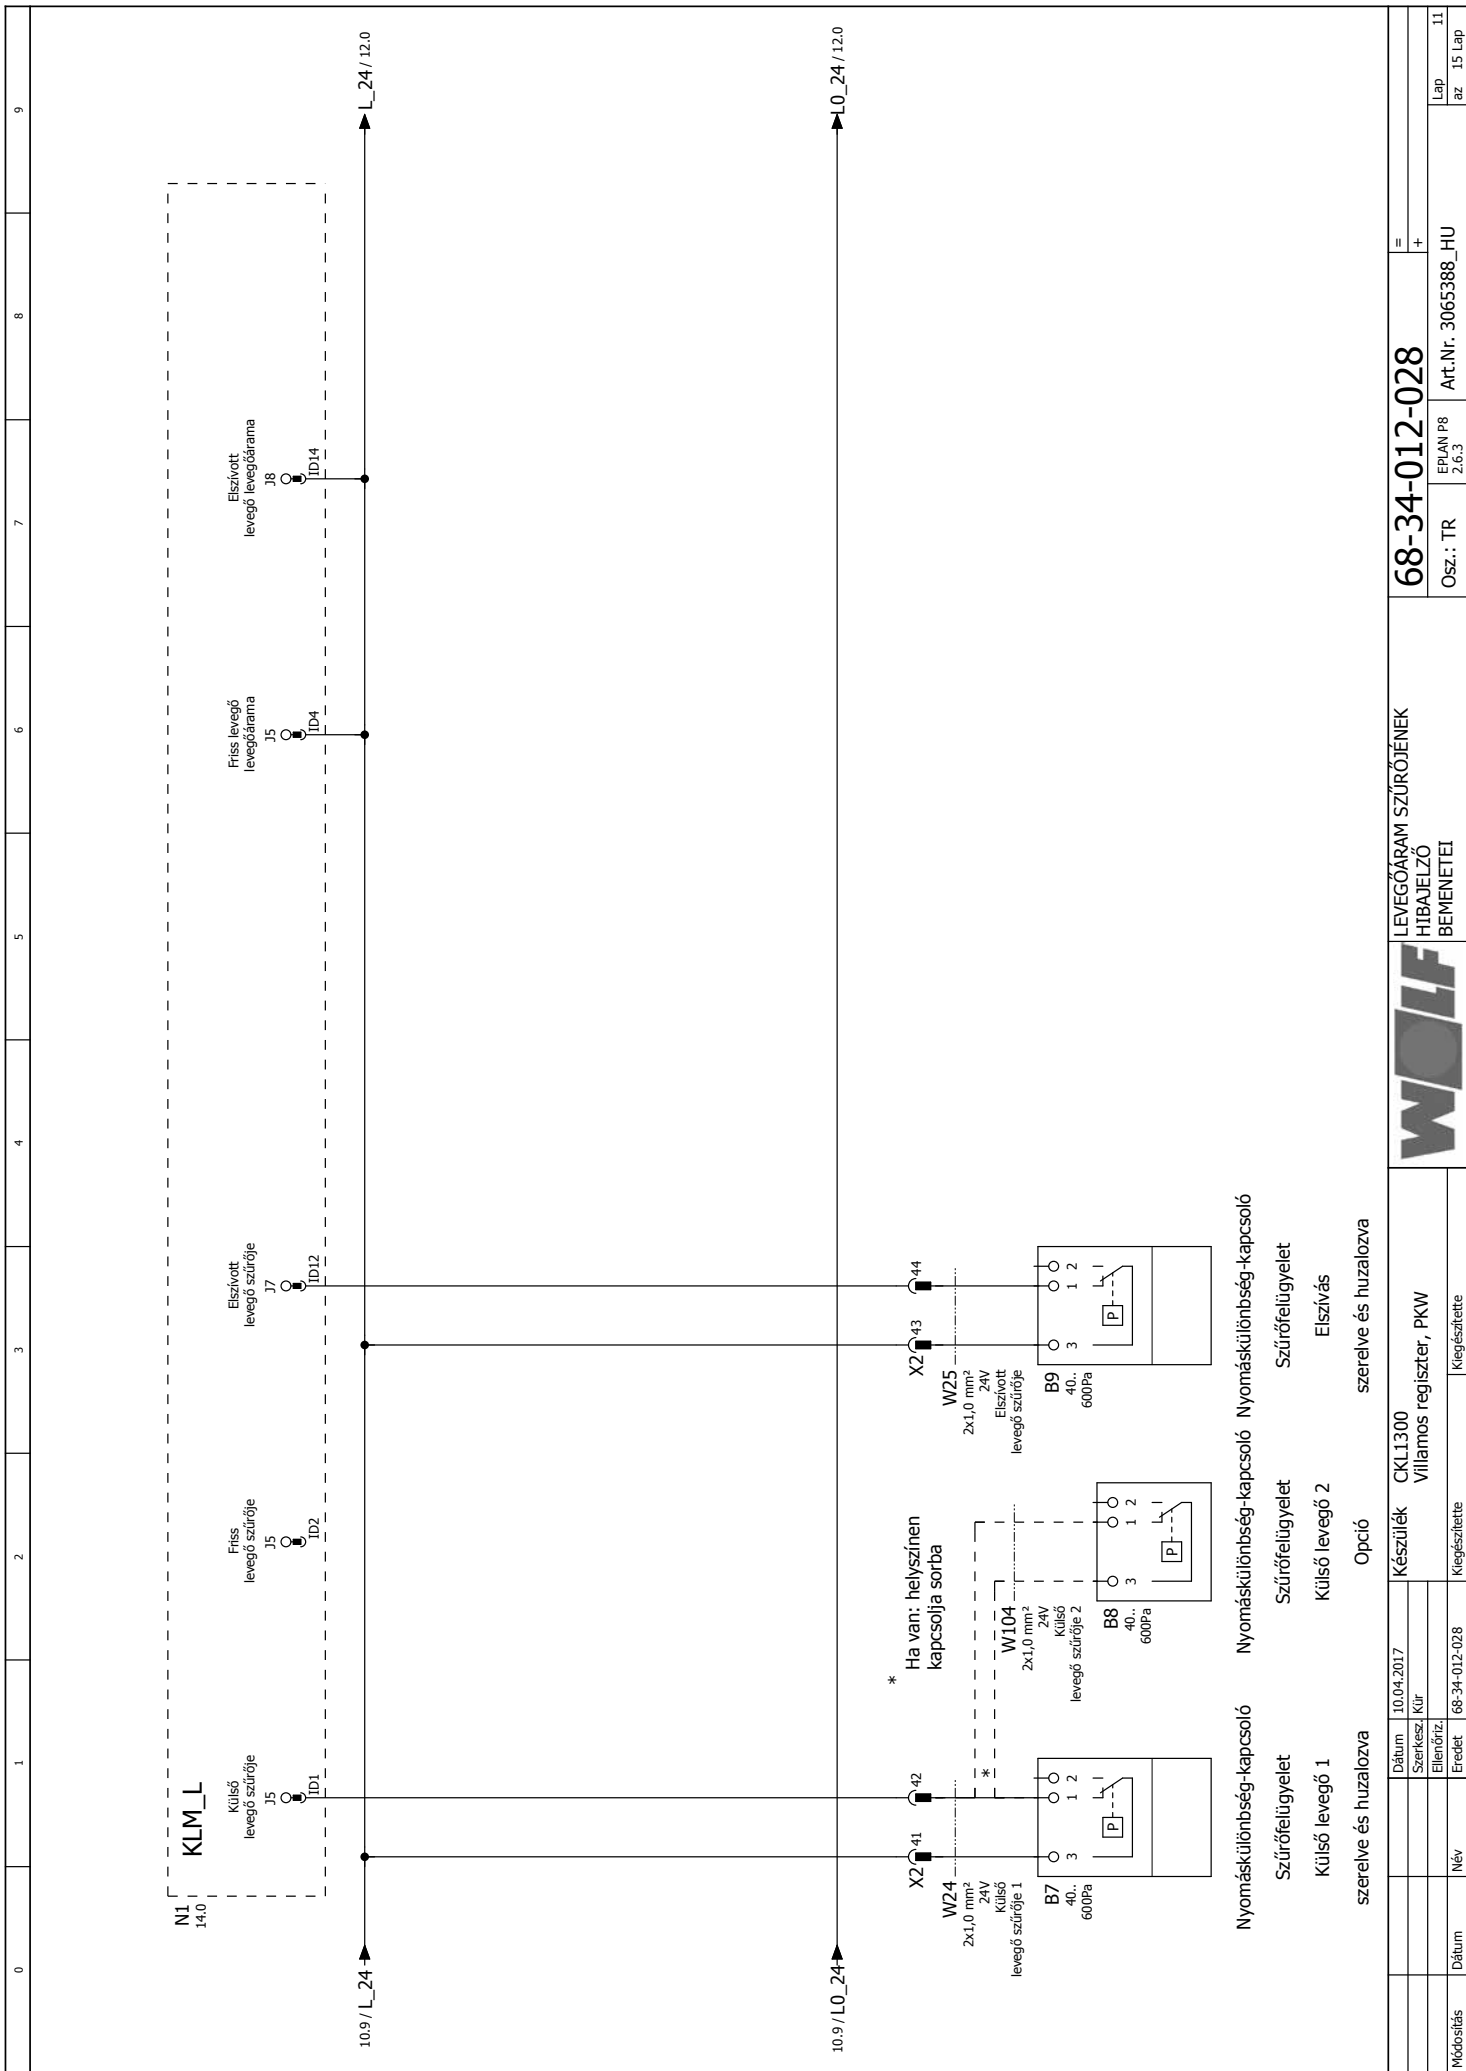 0 1 2 3 4 5 6 7 8 9
N1
14.0
KLM_L
Külső
levegő szűrője
J5
ID1
Friss
levegő szűrője
J5
ID2
Elszívott
levegő szűrője
J7
ID12
Friss levegő
levegőárama
J5
ID4
Elszívott
levegő levegőárama
J8
ID14
10.9 / L_24
L_24 / 12.0
10.9 / L0_24
L0_24 / 12.0
*
Ha van: helyszínen
kapcsolja sorba
X2
41
42
W24
2x1,0 mm²
24V
Külső
levegő szűrője 1
*
B7
40..
600Pa
3
1
2
P
W104
2x1,0 mm²
24V
Külső
levegő szűrője 2
B8
40..
600Pa
3
1
2
P
X2
43
44
W25
2x1,0 mm²
24V
Elszívott
levegő szűrője
B9
40..
600Pa
3
1
2
P
Nyomáskülönbség-kapcsoló
Szűrőfelügyelet
Külső levegő 1
szerelve és huzalozva
Nyomáskülönbség-kapcsoló
Szűrőfelügyelet
Külső levegő 2
Opció
Nyomáskülönbség-kapcsoló
Szűrőfelügyelet
Elszívás
szerelve és huzalozva
Módosítás
Dátum
Név
Dátum 10.04.2017
Szerkesz. Kür
Ellenőriz.
Eredet 68-34-012-028
Készülék CKL1300
Villamos regiszter, PKW
Kiegészítette
Kiegészítette
WOLF
LEVEGŐÁRAM SZŰRŐJÉNEK
HIBAJELZŐ
BEMENETEI
68-34-012-028
Osz.: TR
EPLAN P8
2.6.3
Art.Nr. 3065388_HU
=
+
Lap 11
az 15 Lap